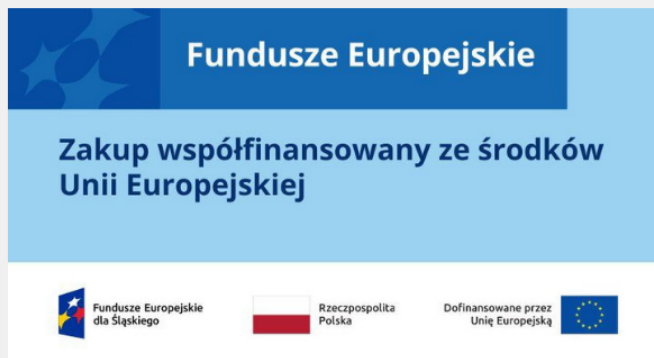 Fundusze Europejskie
Zakup współfinansowany ze środków
Unii Europejskiej
Fundusze Europejskie
dla Śląskiego
Rzeczpospolita
Polska
Dofinansowane przez
Unię Europejską